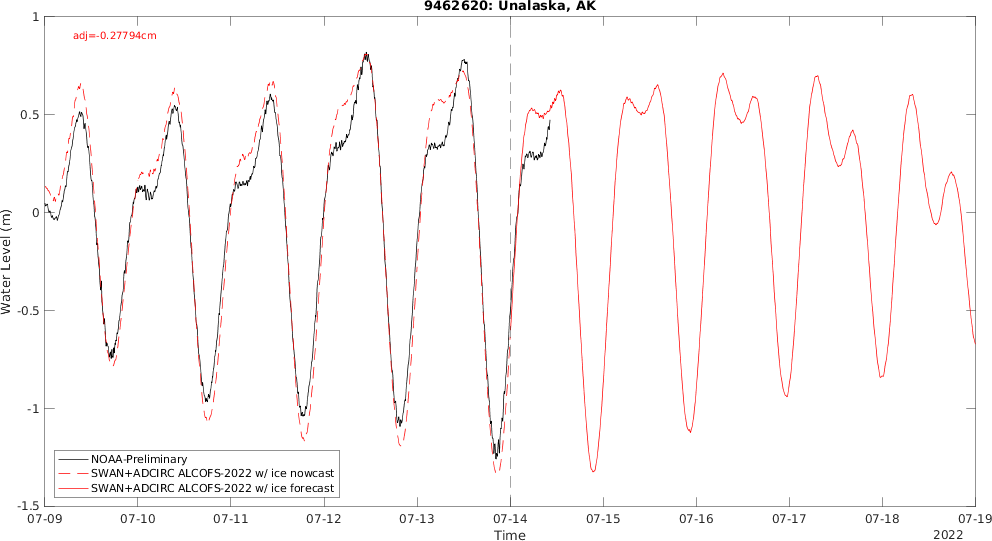 9462620: Unalaska, AK
adj=-0.27794cm
1
0.5
0
-0.5
-1
-1.5
Water Level (m)
NOAA-Preliminary
SWAN+ADCIRC ALCOFS-2022 w/ ice nowcast
SWAN+ADCIRC ALCOFS-2022 w/ ice forecast
07-09 07-10 07-11 07-12 07-13 07-14 07-15 07-16 07-17 07-18 07-19
Time
2022